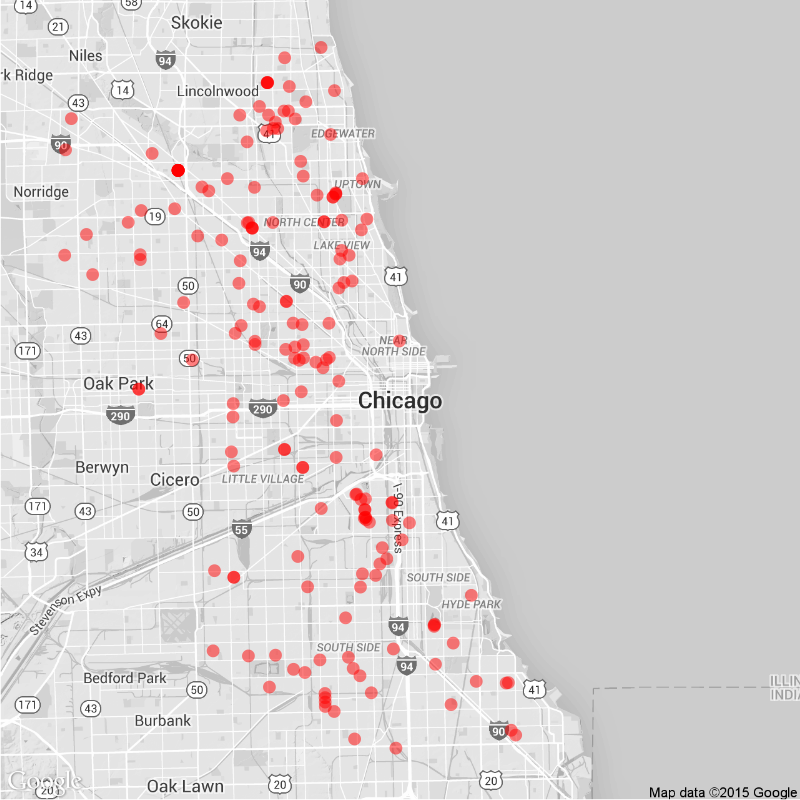 14
58
21
Skokie
Niles
94
rk Ridge
14
Lincolnwood
43
41
EDGEWATER
90
Norridge
UPTOWN
19
NORTH CENTER
LAKE VIEW
94
41
50
90
64
43
NEAR
NORTH SIDE
171
50
Oak Park
Chicago
290
290
Berwyn
Cicero
LITTLE VILLAGE
\-90 Express
171
43
50
41
55
34
SOUTH SIDE
Stevenson Expy
HYDE PARK
94
SOUTH SIDE
94
Bedford Park
ILLIN
INDIA
50
41
171
43
Burbank
90
Google
20
Oak Lawn
20
20
Map data ©2015 Google